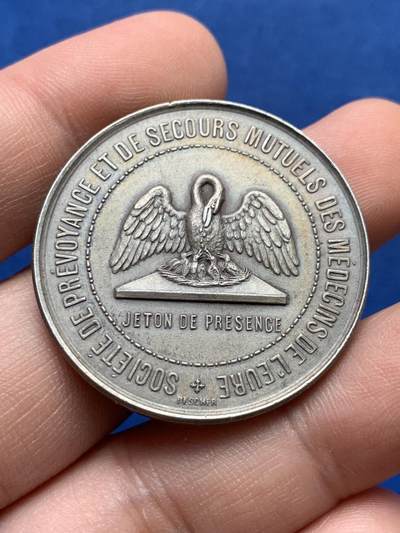 SOCIÉTÉ DE PRÉVOYANCE ET DE SECOURS MUTUELS DES MÉDECINS DE L'EURE
JETON DE PRESENCE